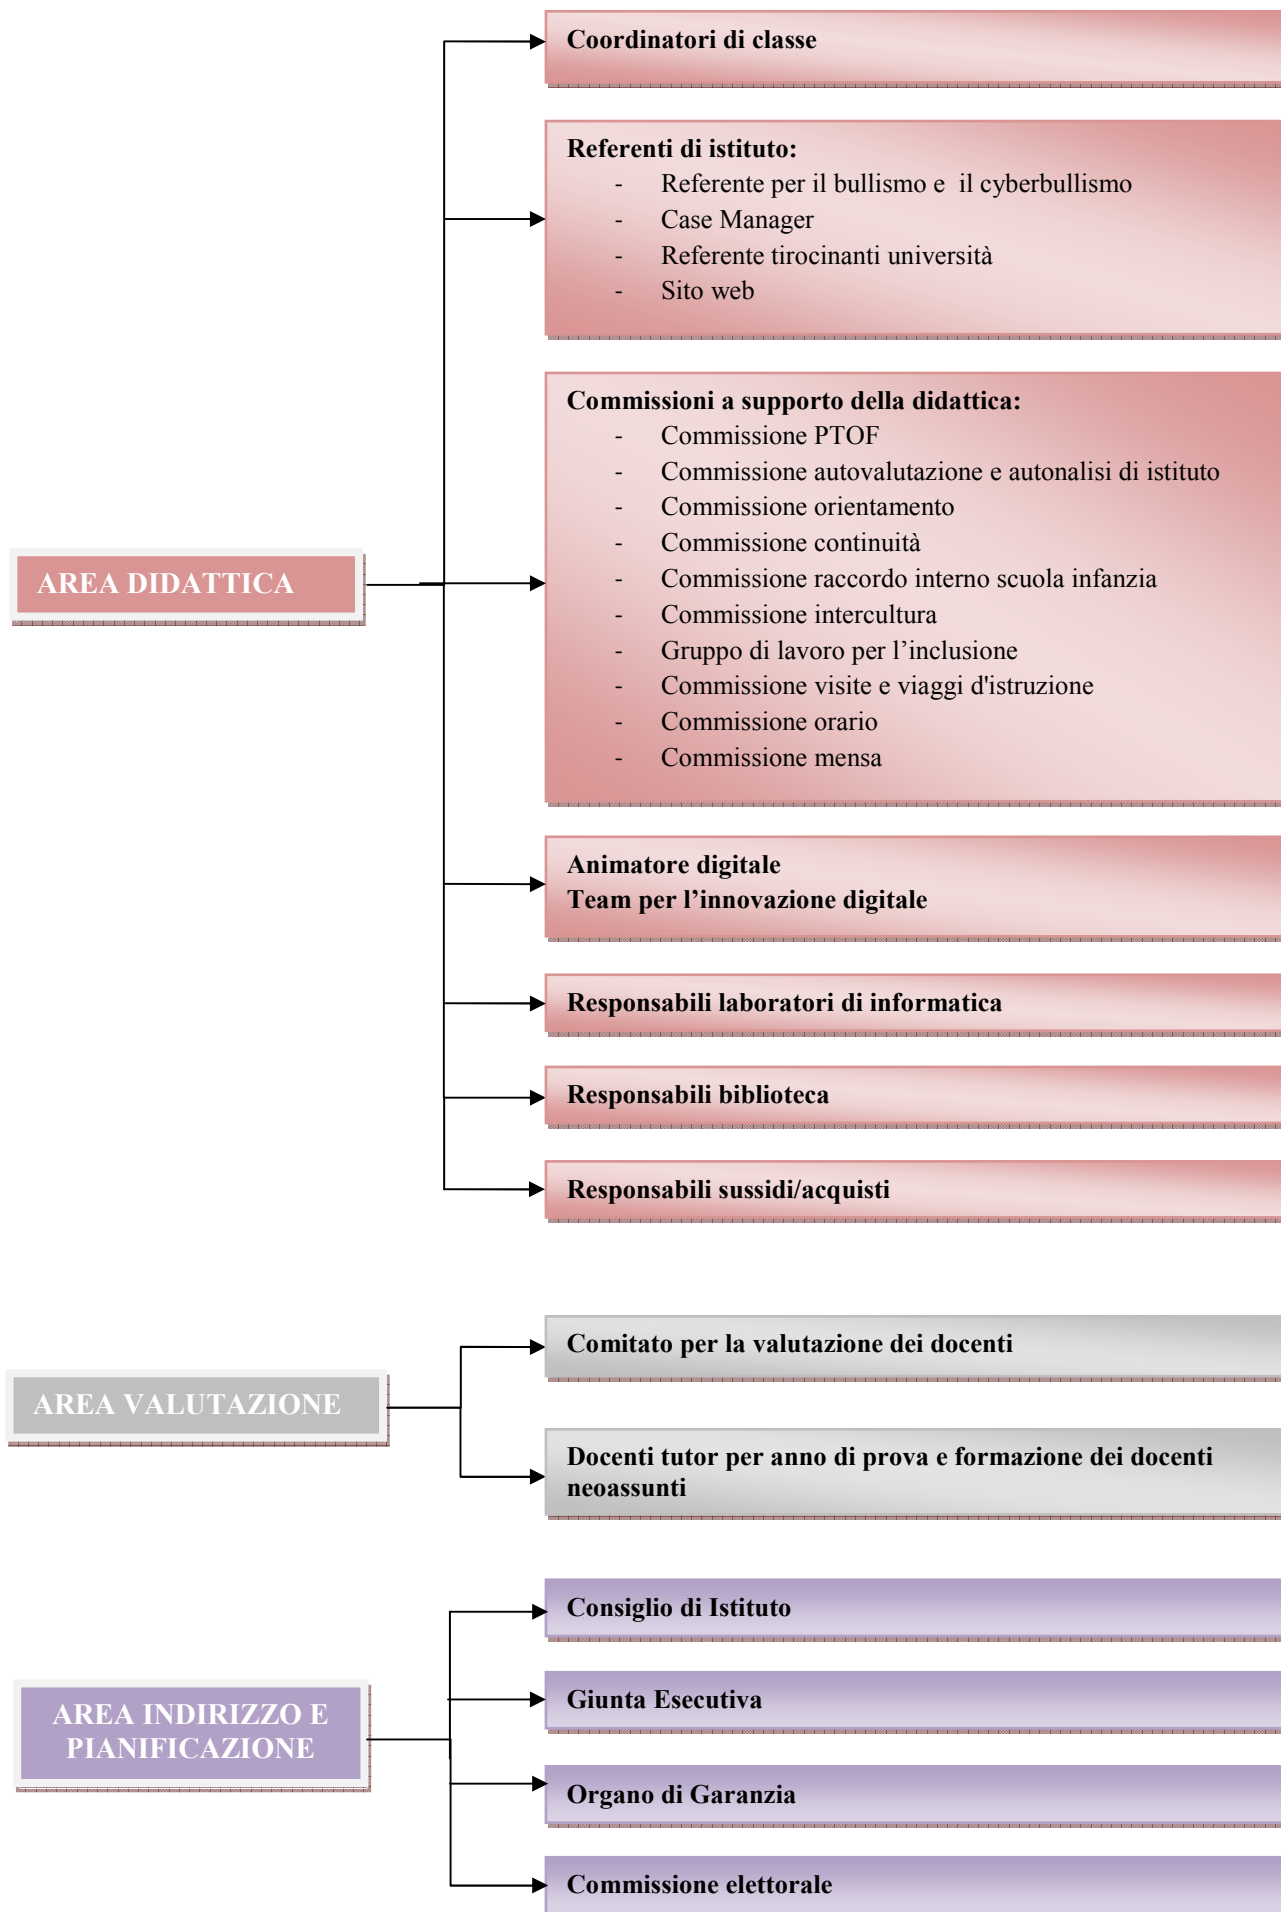 Coordinatori di classe
Referenti di istituto:
- Referente per il bullismo e il cyberbullismo
- Case Manager
- Referente tirocinanti università
- Sito web
Commissioni a supporto della didattica:
- Commissione PTOF
- Commissione autovalutazione e autonalisi di istituto
- Commissione orientamento
- Commissione continuità
- Commissione raccordo interno scuola infanzia
- Commissione intercultura
- Gruppo di lavoro per l’inclusione
- Commissione visite e viaggi d'istruzione
- Commissione orario
- Commissione mensa
AREA DIDATTICA
Animatore digitale
Team per l’innovazione digitale
Responsabili laboratori di informatica
Responsabili biblioteca
Responsabili sussidi/acquisti
AREA VALUTAZIONE
Comitato per la valutazione dei docenti
Docenti tutor per anno di prova e formazione dei docenti
neoassunti
AREA INDIRIZZO E
PIANIFICAZIONE
Consiglio di Istituto
Giunta Esecutiva
Organo di Garanzia
Commissione elettorale